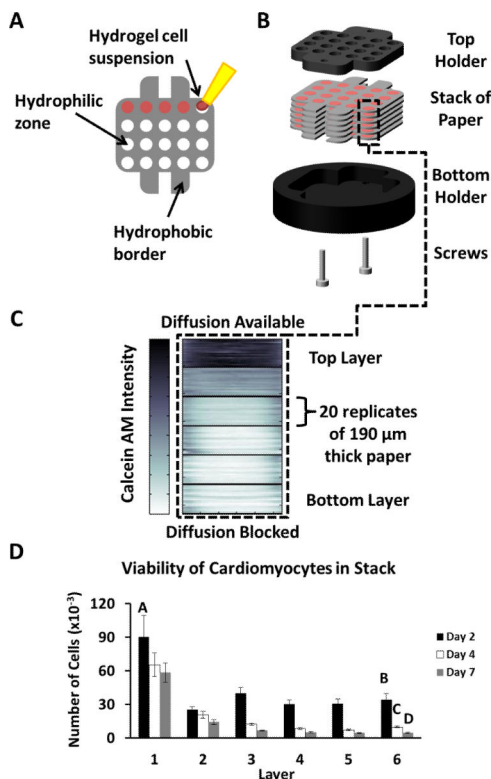 A
Hydrogel cell
suspension
Hydrophilic
zone
Hydrophobic
border
B
Top
Holder
Stack of
Paper
Bottom
Holder
Screws
C
Diffusion Available
Calcein AM Intensity
Top Layer
20 replicates
of 190 μm
thick paper
Bottom Layer
Diffusion Blocked
D
Viability of Cardiomyocytes in Stack
Number of Cells (x10⁻³)
120
90
60
30
0
A
B
C
D
Day 2
Day 4
Day 7
1 2 3 4 5 6
Layer